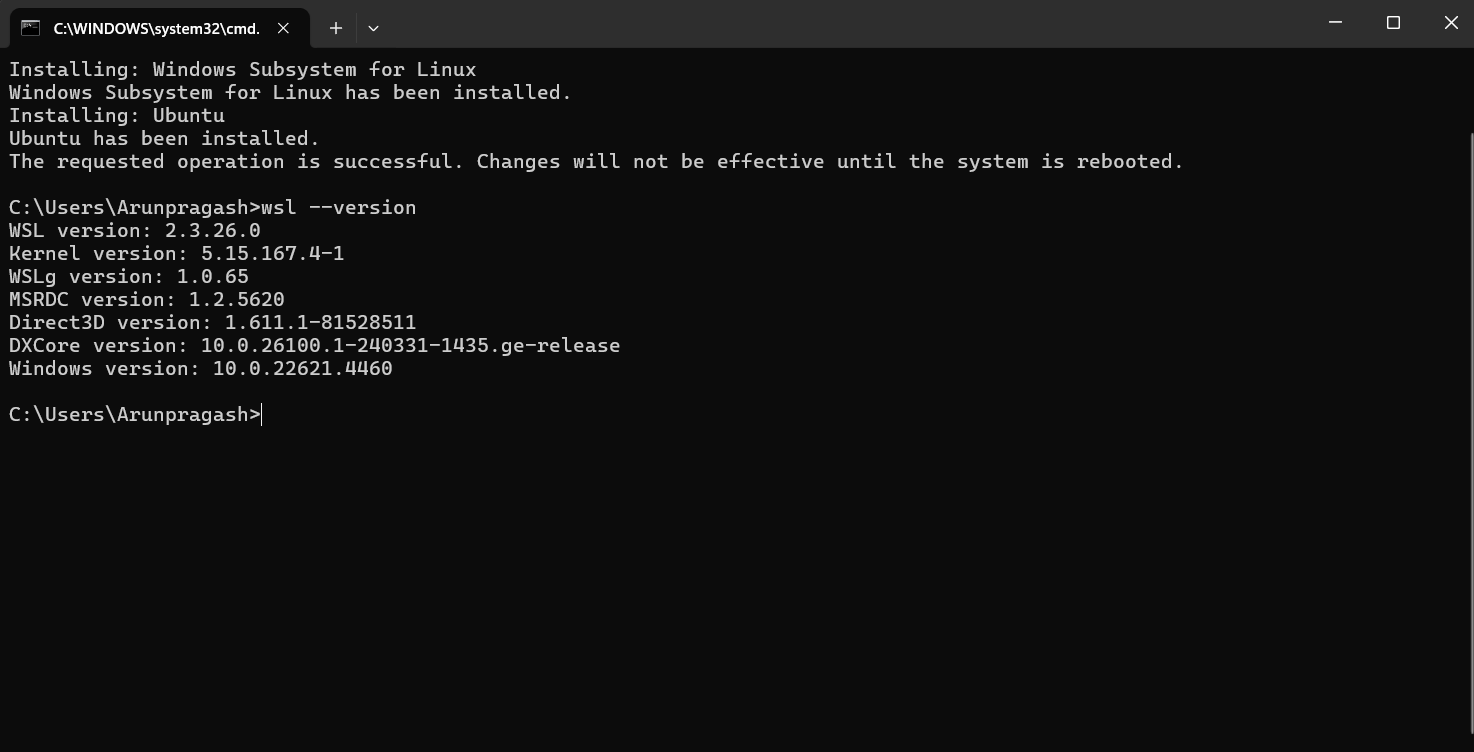 C:\WINDOWS\system32\cmd.
Installing: Windows Subsystem for Linux
Windows Subsystem for Linux has been installed.
Installing: Ubuntu
Ubuntu has been installed.
The requested operation is successful. Changes will not be effective until the system is rebooted.
C:\Users\Arunpragash>wsl --version
WSL version: 2.3.26.0
Kernel version: 5.15.167.4-1
WSLg version: 1.0.65
MSRDC version: 1.2.5620
Direct3D version: 1.611.1-81528511
DXCore version: 10.0.26100.1-240331-1435.ge-release
Windows version: 10.0.22621.4460
C:\Users\Arunpragash>